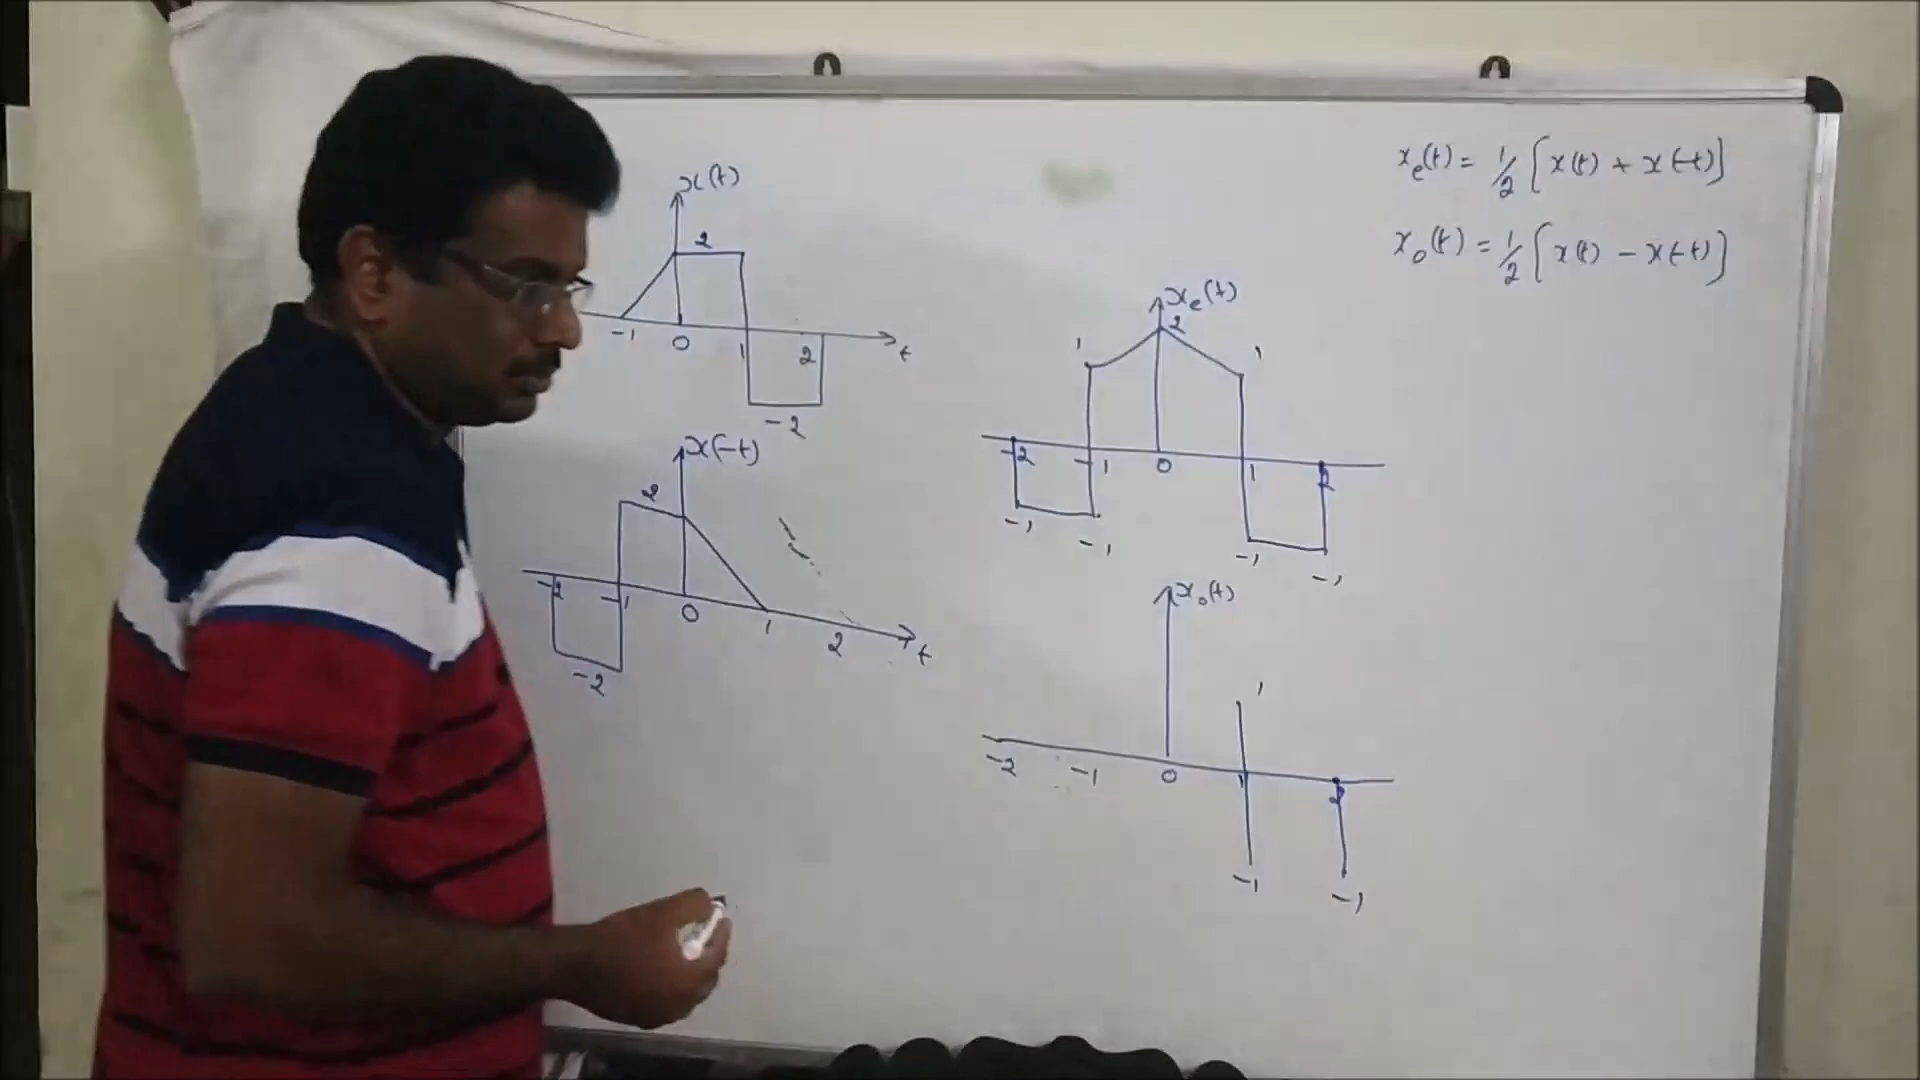 x(t)
2
-1 0 1 2 t
-2
x(-t)
2
-2 -1 0 1 2 t
-2
xₑ(t) = 1/2 [x(t) + x(-t)]
x₀(t) = 1/2 [x(t) - x(-t)]
xₑ(t)
2
1 1
-2 -1 0 1 2
-1 -1 -1 -1
x₀(t)
1
-2 -1 0 1 2
-1 -1